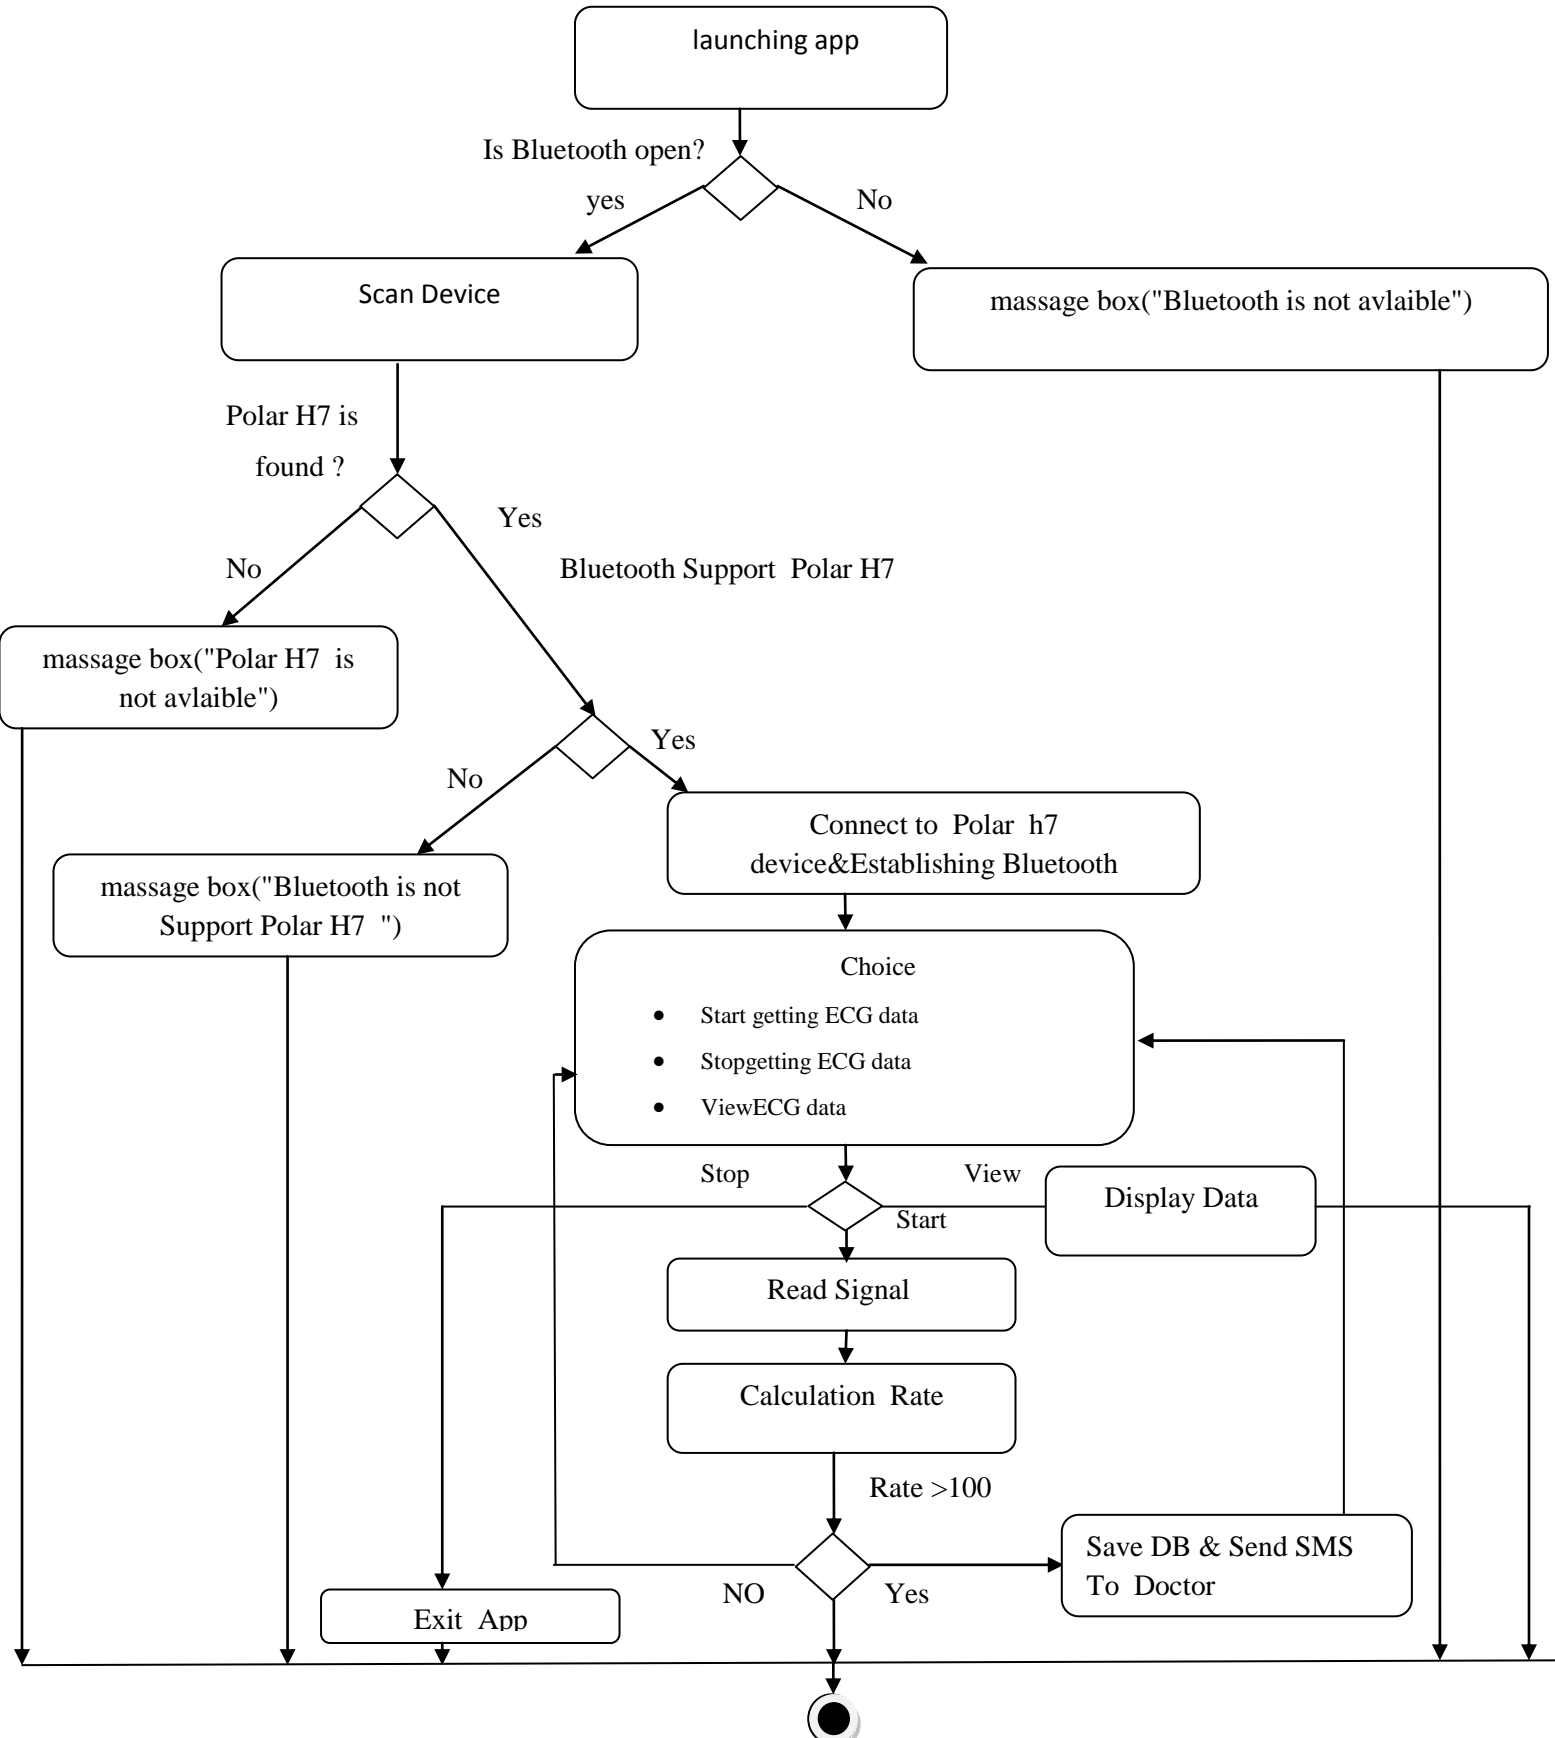 launching app
Is Bluetooth open?
yes
No
Scan Device
massage box("Bluetooth is not avlaible")
Polar H7 is
found ?
Yes
No
Bluetooth Support  Polar H7
massage box("Polar H7  is
not avlaible")
Yes
No
Connect to  Polar  h7
device&Establishing Bluetooth
massage box("Bluetooth is not
Support Polar H7  ")
Choice
• Start getting ECG data
• Stopgetting ECG data
• ViewECG data
Stop
View
Start
Display Data
Read Signal
Calculation  Rate
Rate >100
Save DB & Send SMS
To  Doctor
NO
Yes
Exit  App